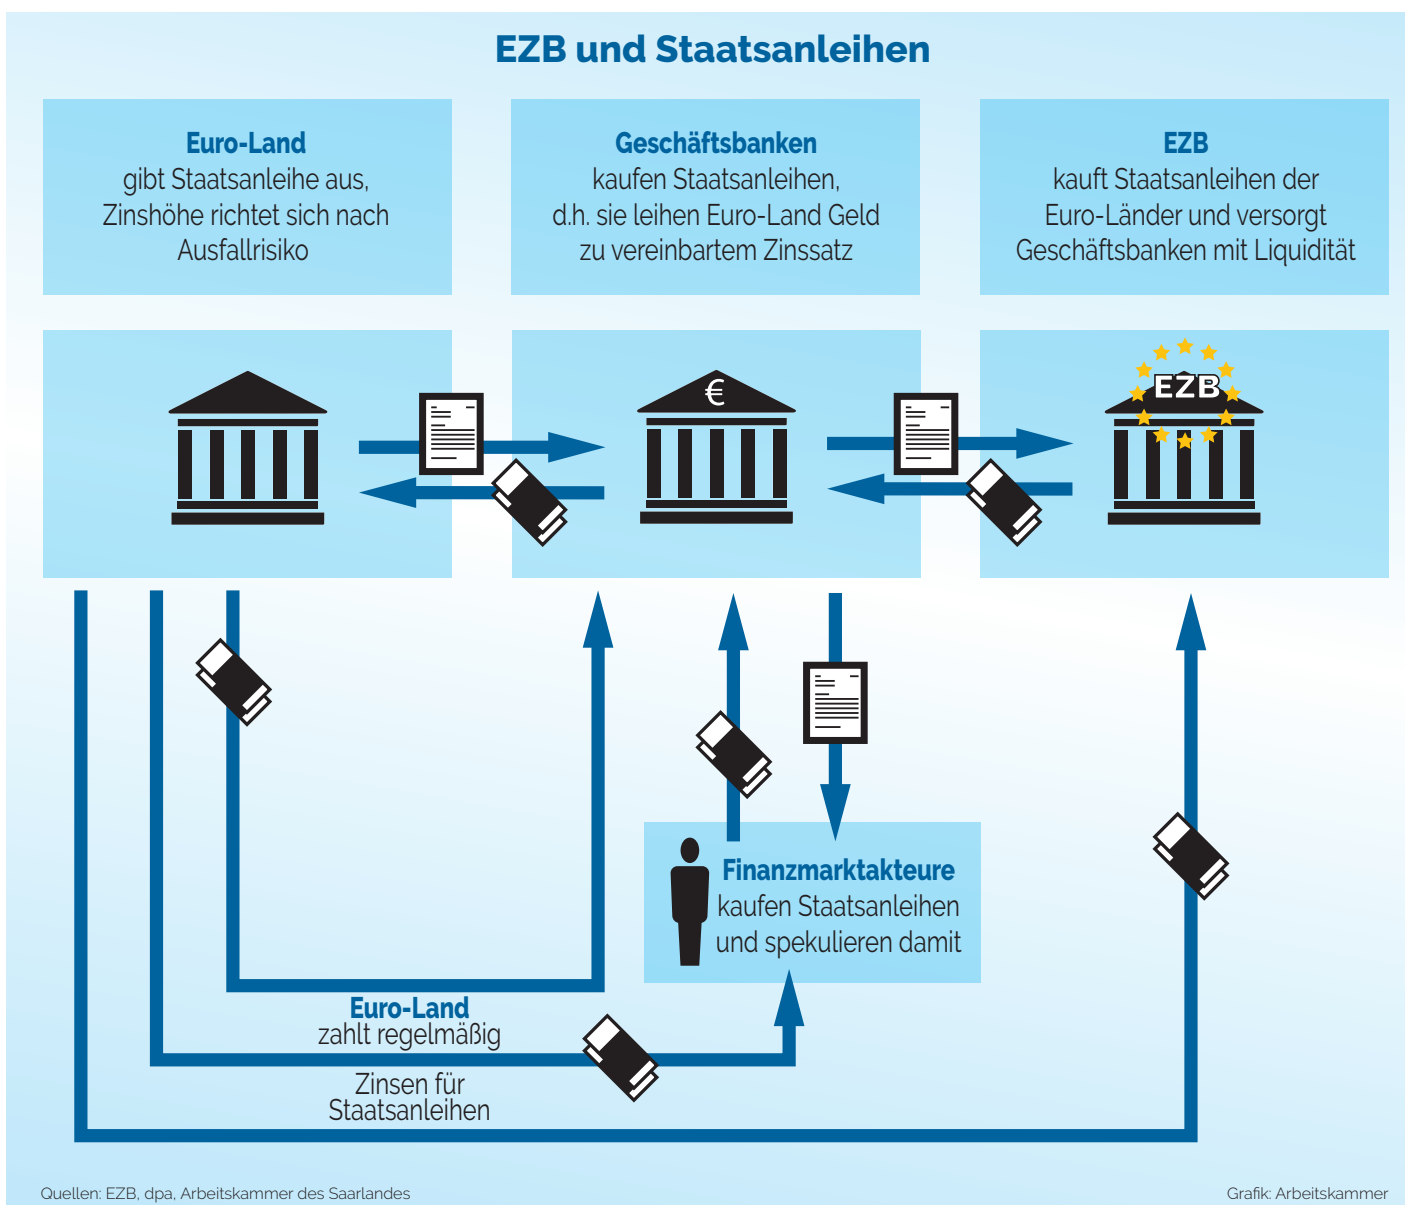 EZB und Staatsanleihen
Euro-Land
gibt Staatsanleihe aus,
Zinshöhe richtet sich nach
Ausfallrisiko
Geschäftsbanken
kaufen Staatsanleihen,
d.h. sie leihen Euro-Land Geld
zu vereinbartem Zinssatz
EZB
kauft Staatsanleihen der
Euro-Länder und versorgt
Geschäftsbanken mit Liquidität
€
EZB
Finanzmarktakteure
kaufen Staatsanleihen
und spekulieren damit
Euro-Land
zahlt regelmäßig
Zinsen für
Staatsanleihen
Quellen: EZB, dpa, Arbeitskammer des Saarlandes
Grafik: Arbeitskammer